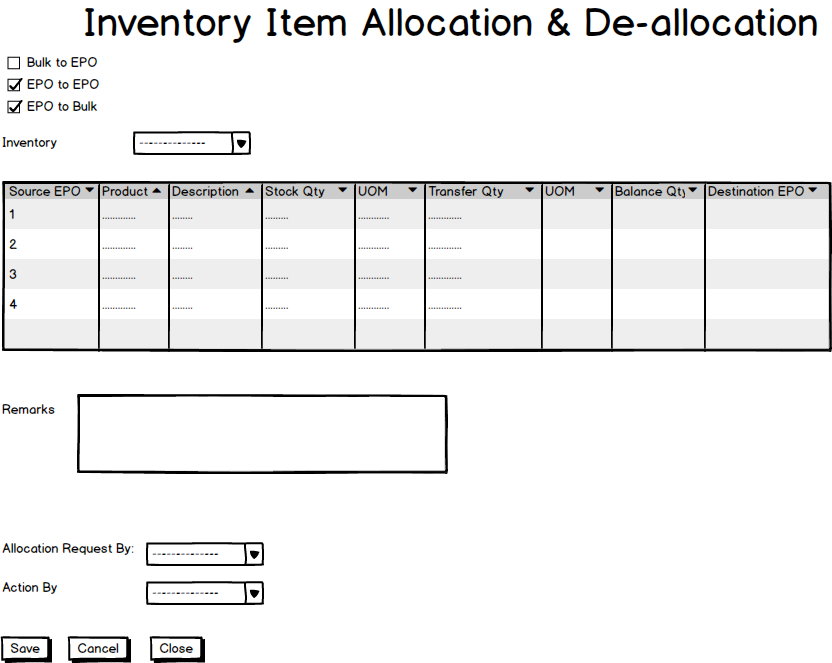 Inventory Item Allocation & De-allocation
Bulk to EPO
EPO to EPO
EPO to Bulk
Inventory --------------
Source EPO Product Description Stock Qty UOM Transfer Qty UOM Balance Qty Destination EPO
1 ............. ........ ......... ............ .............
2 ............. ........ ......... ............ .............
3 ............. ........ ......... ............ .............
4 ............. ........ ......... ............ .............
Remarks
Allocation Request By: --------------
Action By --------------
Save Cancel Close